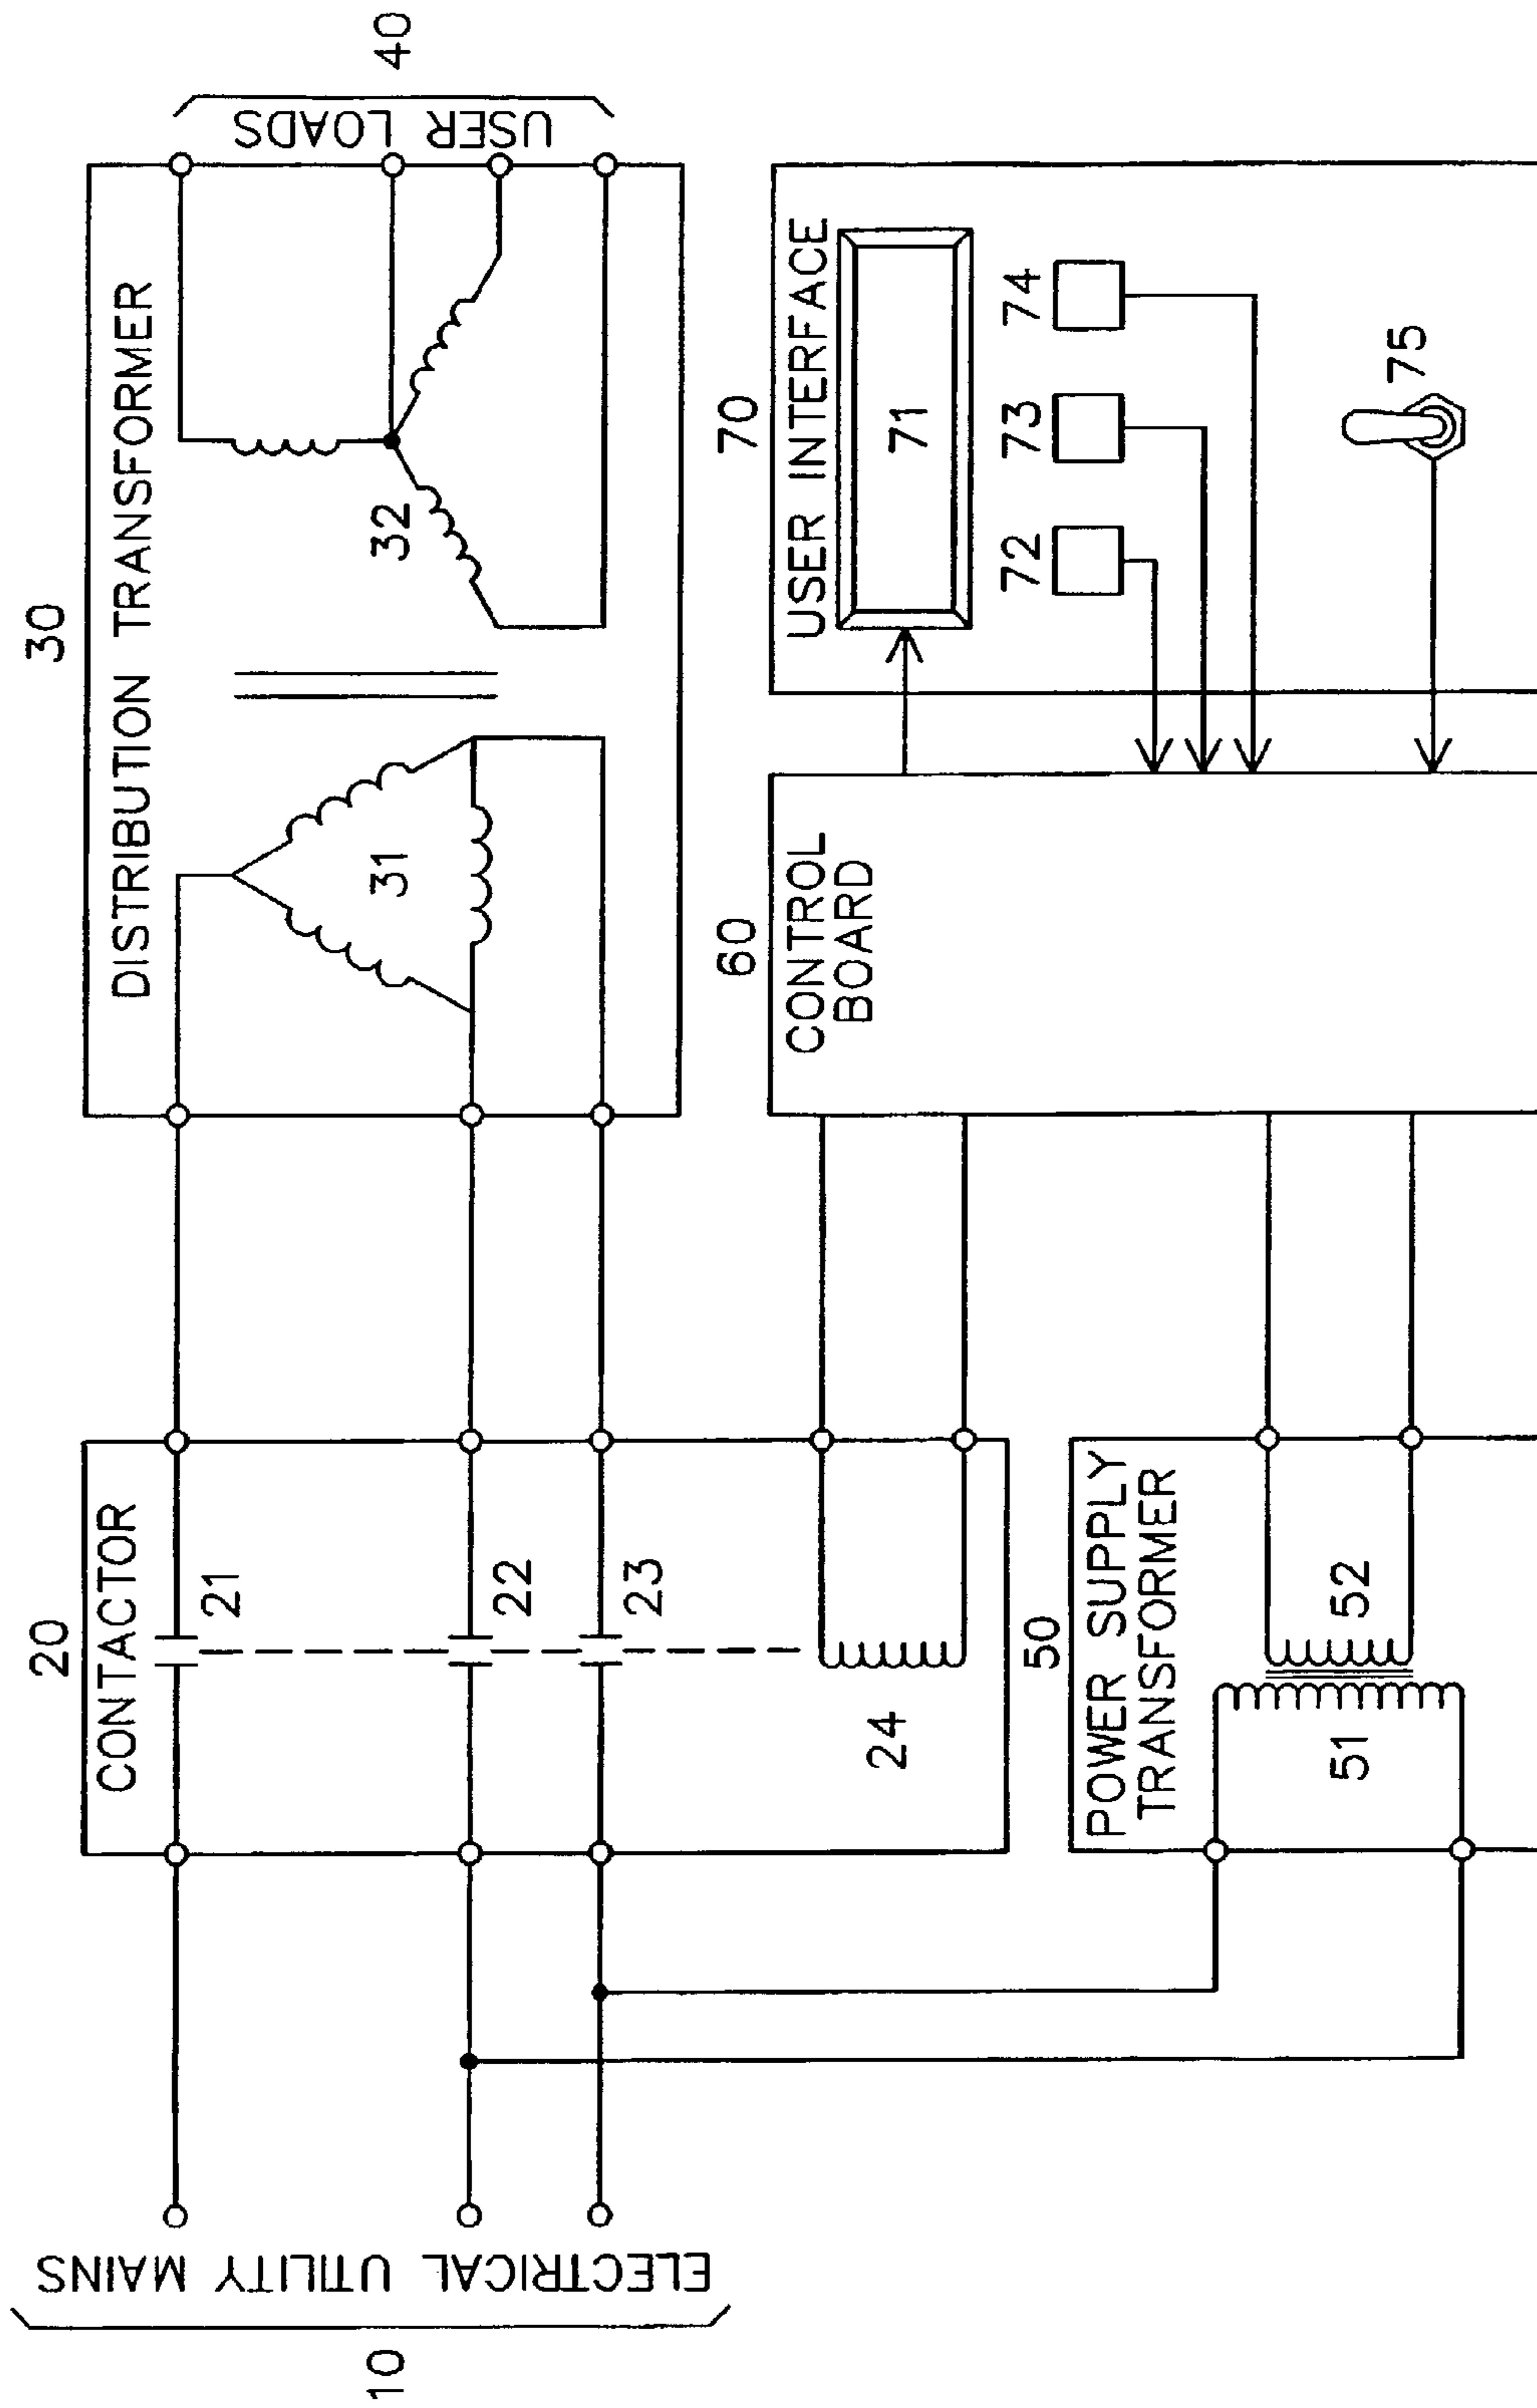 10
ELECTRICAL UTILITY MAINS
20
CONTACTOR
21
22
23
24
30
DISTRIBUTION TRANSFORMER
31
32
USER LOADS
40
50
POWER SUPPLY
TRANSFORMER
51
52
60
CONTROL
BOARD
70
USER INTERFACE
71
72
73
74
75